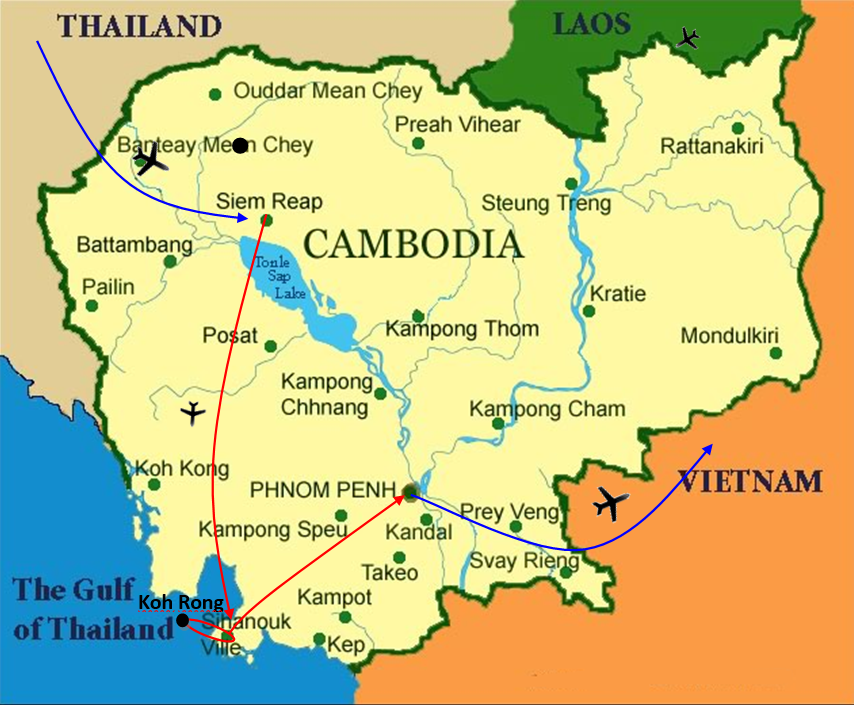 THAILAND
LAOS
Ouddar Mean Chey
Preah Vihear
Banteay Mean Chey
Rattanakiri
Siem Reap
Steung Treng
CAMBODIA
Battambang
Tonle
Sap
Lake
Pailin
Kratie
Posat
Kampong Thom
Mondulkiri
Kampong
Chhnang
Kampong Cham
Koh Kong
PHNOM PENH
VIETNAM
Kampong Speu
Kandal
Prey Veng
Svay Rieng
Takeo
The Gulf
of Thailand
Koh Rong
Kampot
Sihanouk
Ville
Kep